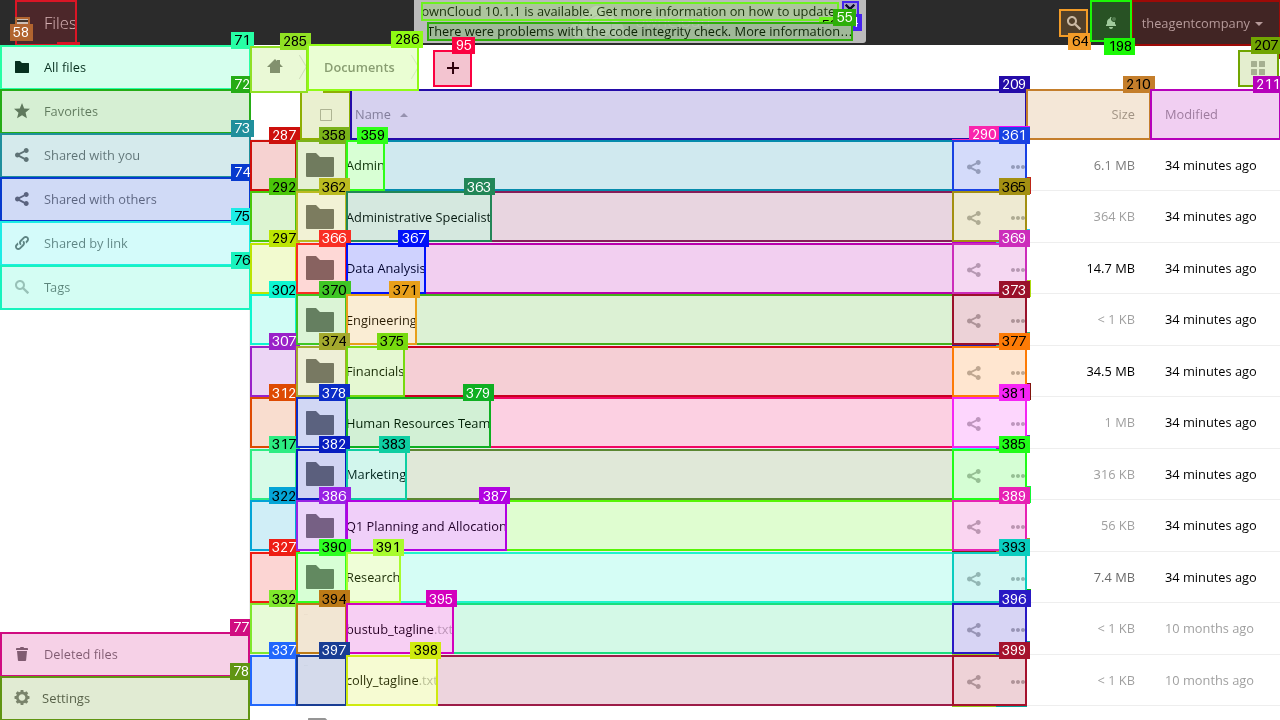 Files
ownCloud 10.1.1 is available. Get more information on how to update.
There were problems with the code integrity check. More information…
theagentcompany
58
55
64
198
71
285
286
95
207
All files
Documents
+
72
209
210
211
Favorites
Name
Size
Modified
73
287
358
359
290
361
Shared with you
Admin
6.1 MB
34 minutes ago
74
292
362
363
365
Shared with others
Administrative Specialist
364 KB
34 minutes ago
75
297
366
367
369
Shared by link
Data Analysis
14.7 MB
34 minutes ago
76
302
370
371
373
Tags
Engineering
< 1 KB
34 minutes ago
307
374
375
377
Financials
34.5 MB
34 minutes ago
312
378
379
381
Human Resources Team
1 MB
34 minutes ago
317
382
383
385
Marketing
316 KB
34 minutes ago
322
386
387
389
Q1 Planning and Allocation
56 KB
34 minutes ago
327
390
391
393
Research
7.4 MB
34 minutes ago
332
394
395
396
77
bustub_tagline.txt
< 1 KB
10 months ago
337
397
398
399
Deleted files
78
colly_tagline.txt
< 1 KB
10 months ago
Settings